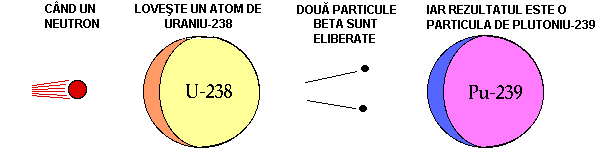 CÂND UN
NEUTRON
LOVEŞTE UN ATOM DE
URANIU-238
DOUĂ PARTICULE
BETA SUNT
ELIBERATE
IAR REZULTATUL ESTE O
PARTICULA DE PLUTONIU-239
U-238
Pu-239